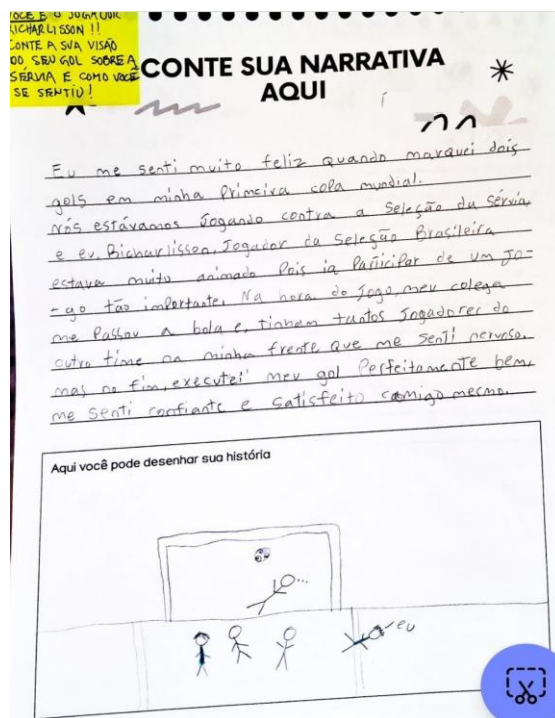 VOCÊ É O JOGADOR
RICHARLISSON !!
CONTE A SUA VISÃO
DO SEU GOL SOBRE A
SÉRVIA E COMO VOCÊ
SE SENTIU!
CONTE SUA NARRATIVA
AQUI
Eu me senti muito feliz quando marquei dois
gols em minha Primeira copa mundial.
Nós estávamos Jogando contra a Seleção da Sérvia,
e eu, Richarlisson, Jogador da Seleção Brasileira
estava muito animado Pois ia Participar de um jo-
-go tão importante. Na hora do Jogo, meu colega
me Passou a bola e, tinham tantos Jogadores do
outro time na minha frente que me senti nervoso.
mas no fim, executei meu gol Perfeitamente bem,
me senti confiante e satisfeito comigo mesmo.
Aqui você pode desenhar sua história
...
eu